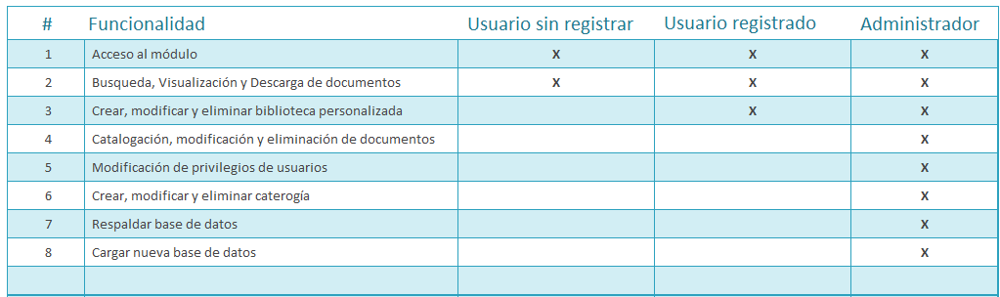 # Funcionalidad Usuario sin registrar Usuario registrado Administrador
1 Acceso al módulo X X X
2 Busqueda, Visualización y Descarga de documentos X X X
3 Crear, modificar y eliminar biblioteca personalizada X X
4 Catalogación, modificación y eliminación de documentos X
5 Modificación de privilegios de usuarios X
6 Crear, modificar y eliminar caterogía X
7 Respaldar base de datos X
8 Cargar nueva base de datos X